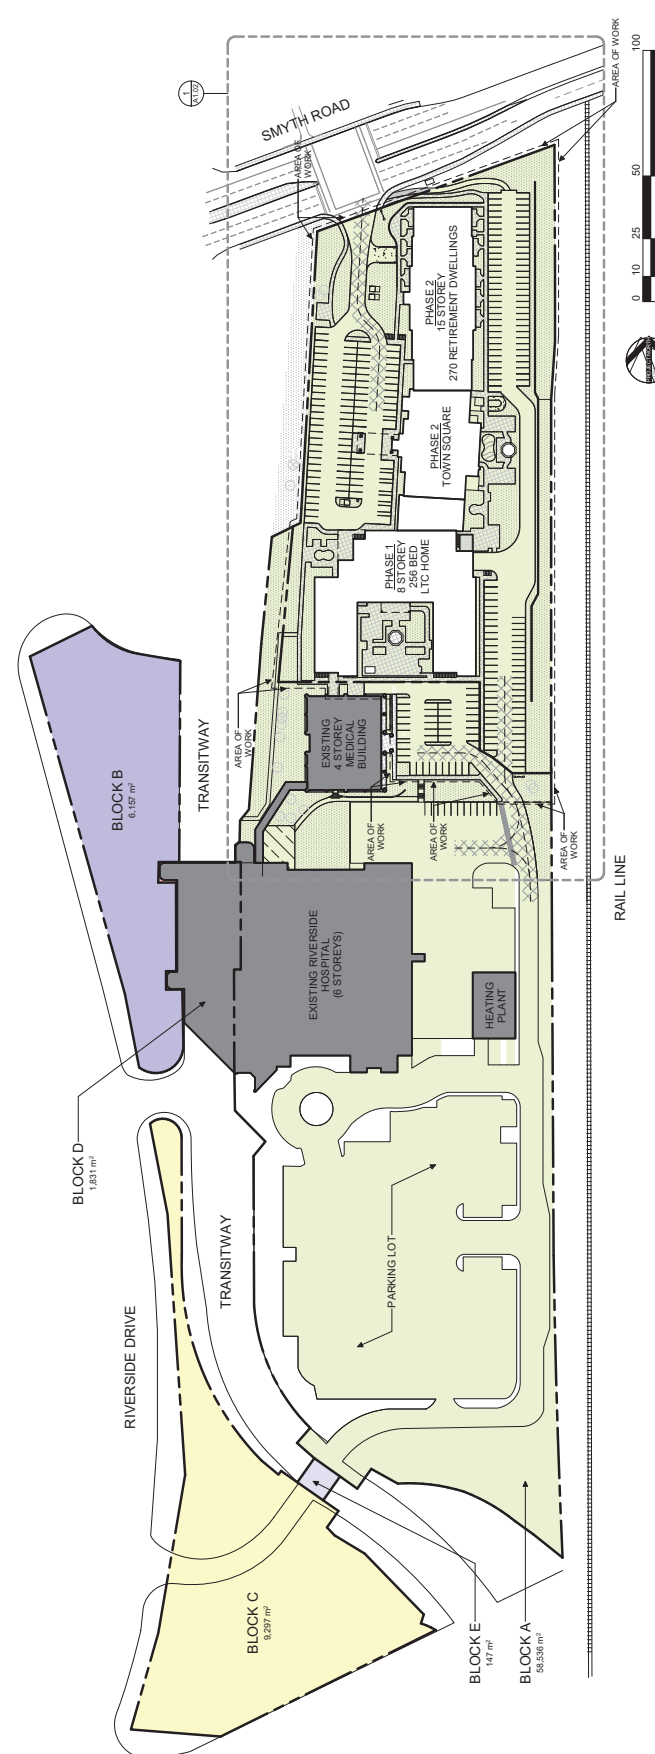 1
A1.02
SMYTH ROAD
AREA OF
WORK
AREA OF WORK
0
10
25
50
100
PHASE 2
15 STOREY
270 RETIREMENT DWELLINGS
PHASE 2
TOWN SQUARE
PHASE 1
8 STOREY
256 BED
LTC HOME
EXISTING
4 STOREY
MEDICAL
BUILDING
AREA OF
WORK
AREA OF
WORK
AREA OF
WORK
AREA OF
WORK
BLOCK B
6,157 m²
TRANSITWAY
RAIL LINE
EXISTING RIVERSIDE
HOSPITAL
(6 STOREYS)
HEATING
PLANT
BLOCK D
1,831 m²
TRANSITWAY
PARKING LOT
RIVERSIDE DRIVE
BLOCK C
9,297 m²
BLOCK E
147 m²
BLOCK A
58,536 m²